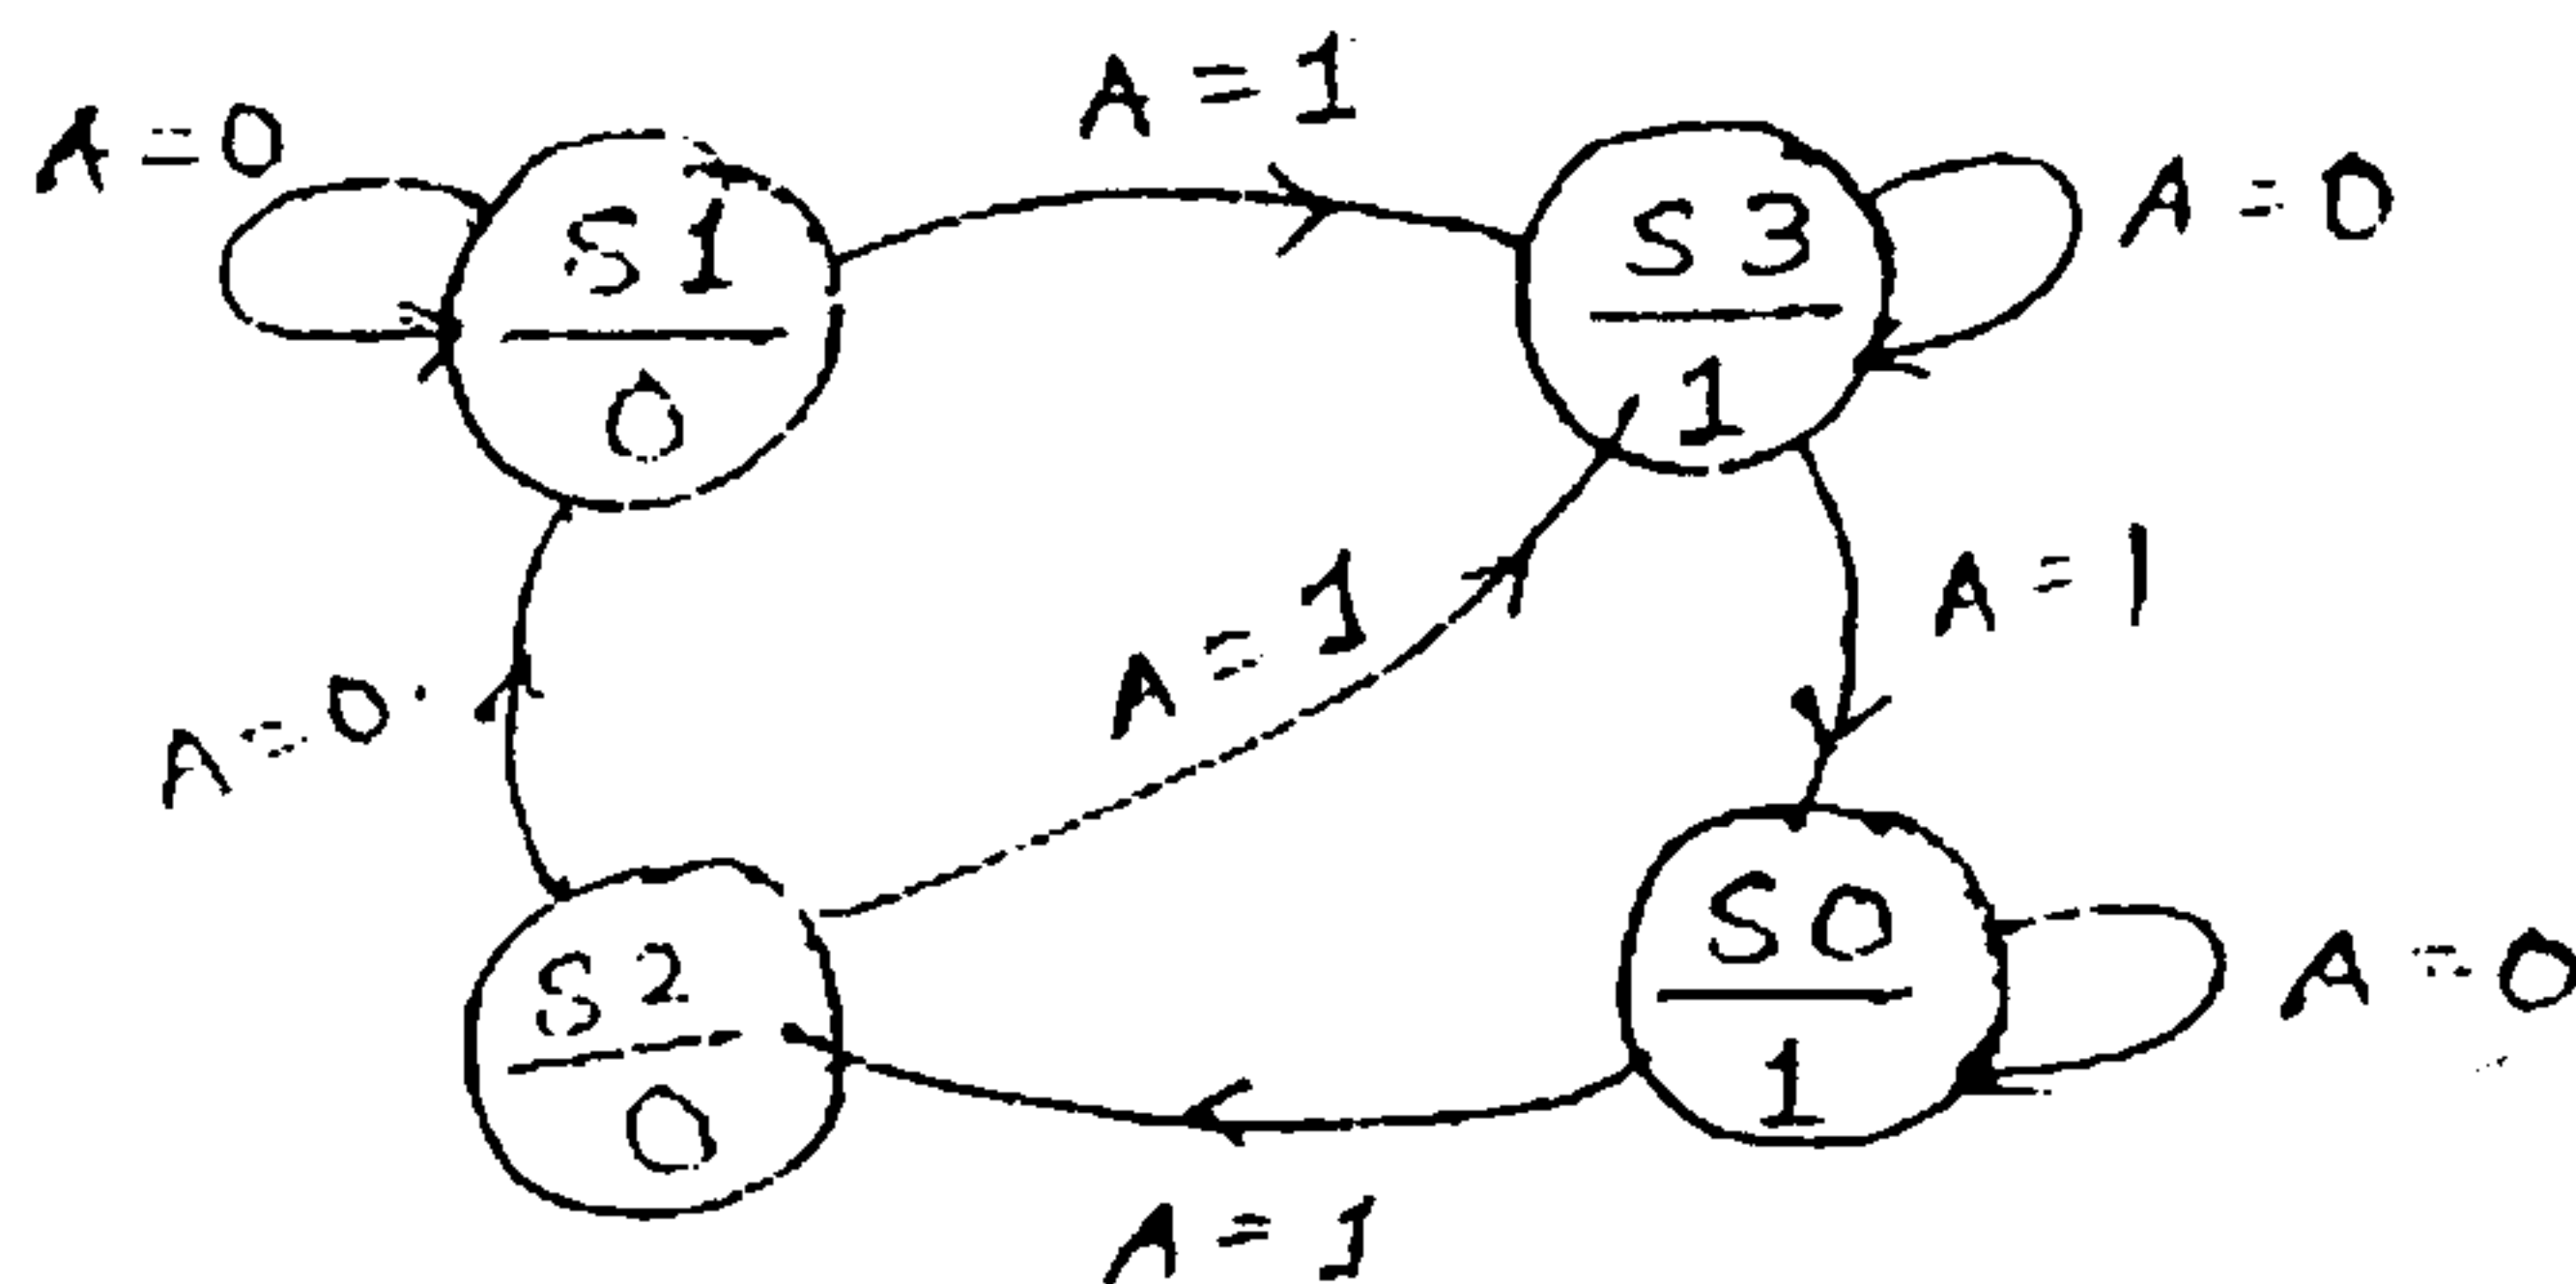 A = 1
A = 0
S1
0
S3
1
A = 0
A = 1
A = 1
A = 0
S0
1
A = 0
S2
0
A = 1